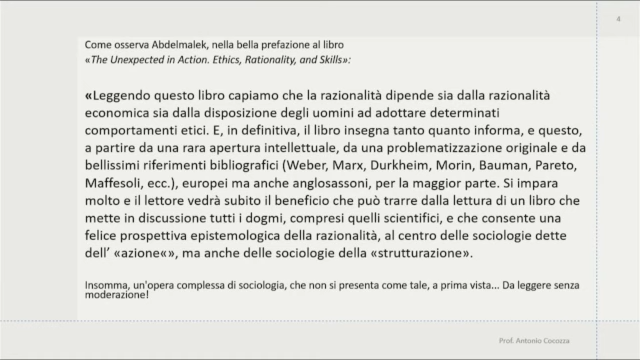 4
Come osserva Abdelmalek, nella bella prefazione al libro
«The Unexpected in Action. Ethics, Rationality, and Skills»:
«Leggendo questo libro capiamo che la razionalità dipende sia dalla razionalità
economica sia dalla disposizione degli uomini ad adottare determinati
comportamenti etici. E, in definitiva, il libro insegna tanto quanto informa, e questo,
a partire da una rara apertura intellettuale, da una problematizzazione originale e da
bellissimi riferimenti bibliografici (Weber, Marx, Durkheim, Morin, Bauman, Pareto,
Maffesoli, ecc.), europei ma anche anglosassoni, per la maggior parte. Si impara
molto e il lettore vedrà subito il beneficio che può trarre dalla lettura di un libro che
mette in discussione tutti i dogmi, compresi quelli scientifici, e che consente una
felice prospettiva epistemologica della razionalità, al centro delle sociologie dette
dell' «azione«», ma anche delle sociologie della «strutturazione».
Insomma, un'opera complessa di sociologia, che non si presenta come tale, a prima vista... Da leggere senza
moderazione!
Prof. Antonio Cocozza